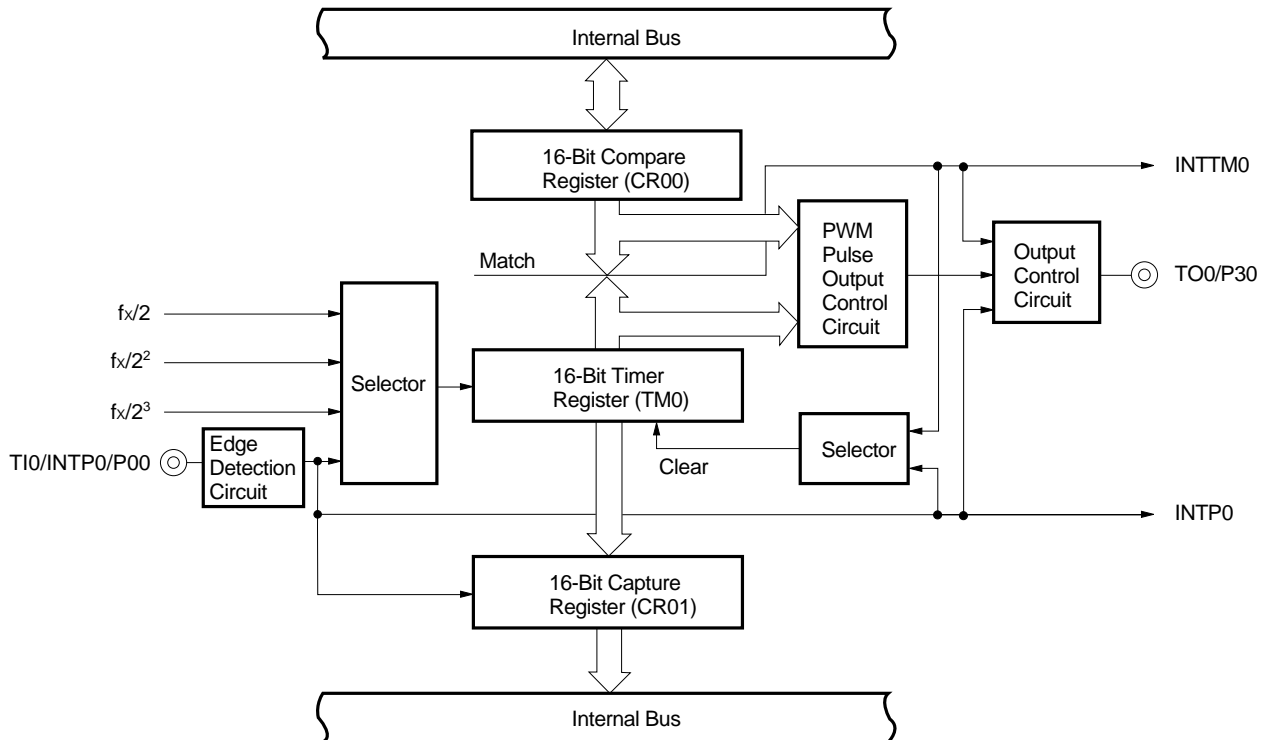 Internal Bus
16-Bit Compare
Register (CR00)
INTTM0
PWM
Pulse
Output
Control
Circuit
Output
Control
Circuit
TO0/P30
Match
fx/2
fx/2²
fx/2³
Selector
16-Bit Timer
Register (TM0)
TI0/INTP0/P00
Edge
Detection
Circuit
Clear
Selector
INTP0
16-Bit Capture
Register (CR01)
Internal Bus